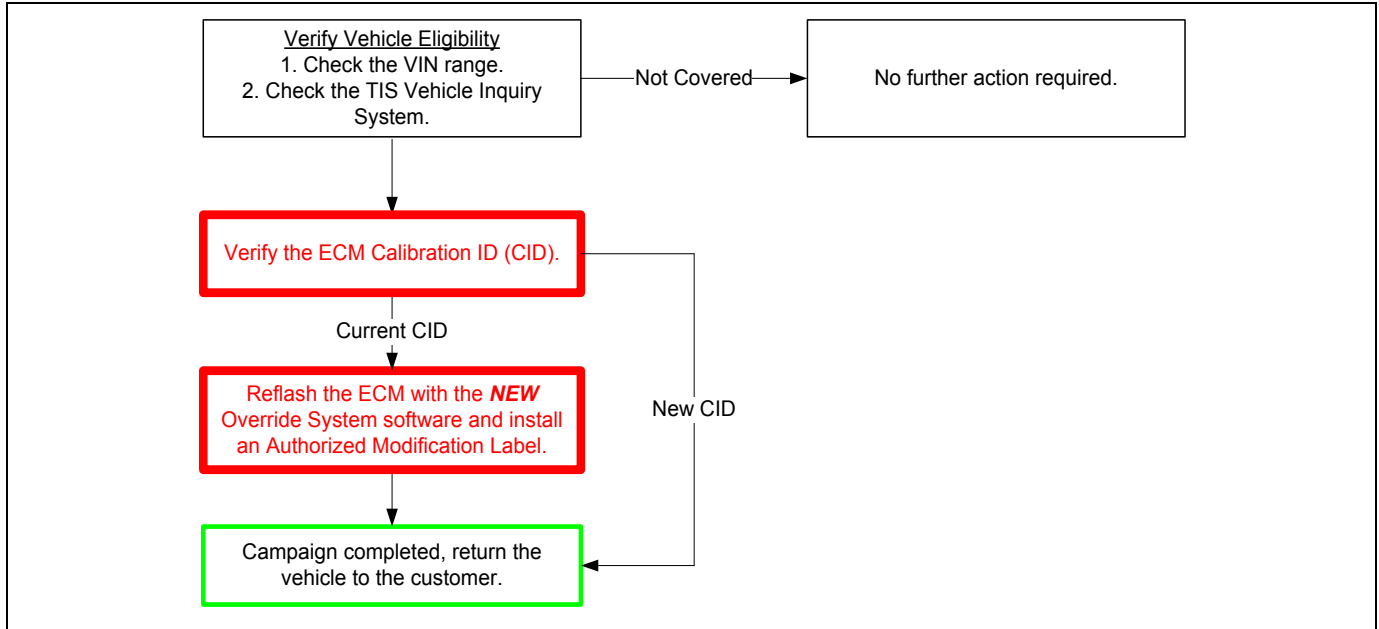 Verify Vehicle Eligibility
1. Check the VIN range.
2. Check the TIS Vehicle Inquiry
System.
Not Covered
No further action required.
Verify the ECM Calibration ID (CID).
Current CID
Reflash the ECM with the NEW
Override System software and install
an Authorized Modification Label.
New CID
Campaign completed, return the
vehicle to the customer.